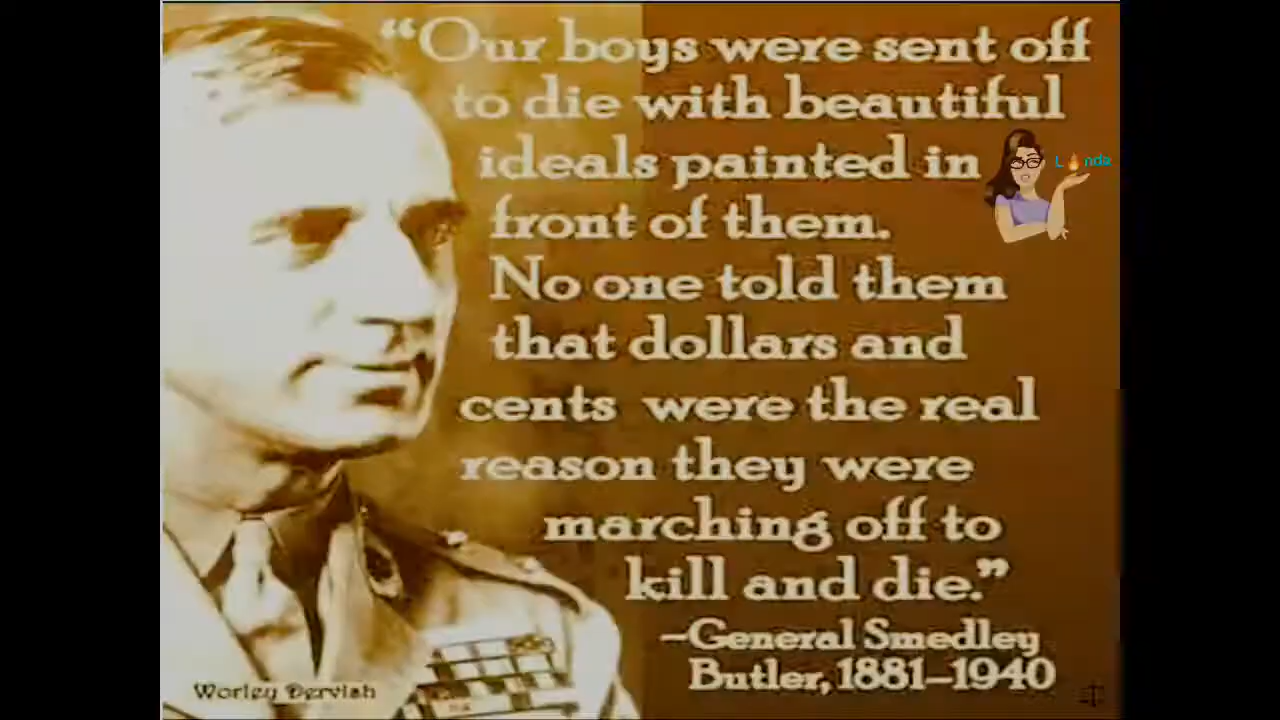 “Our boys were sent off
to die with beautiful
ideals painted in
front of them.
No one told them
that dollars and
cents were the real
reason they were
marching off to
kill and die.”
–General Smedley
Butler, 1881–1940
Worley Dervish